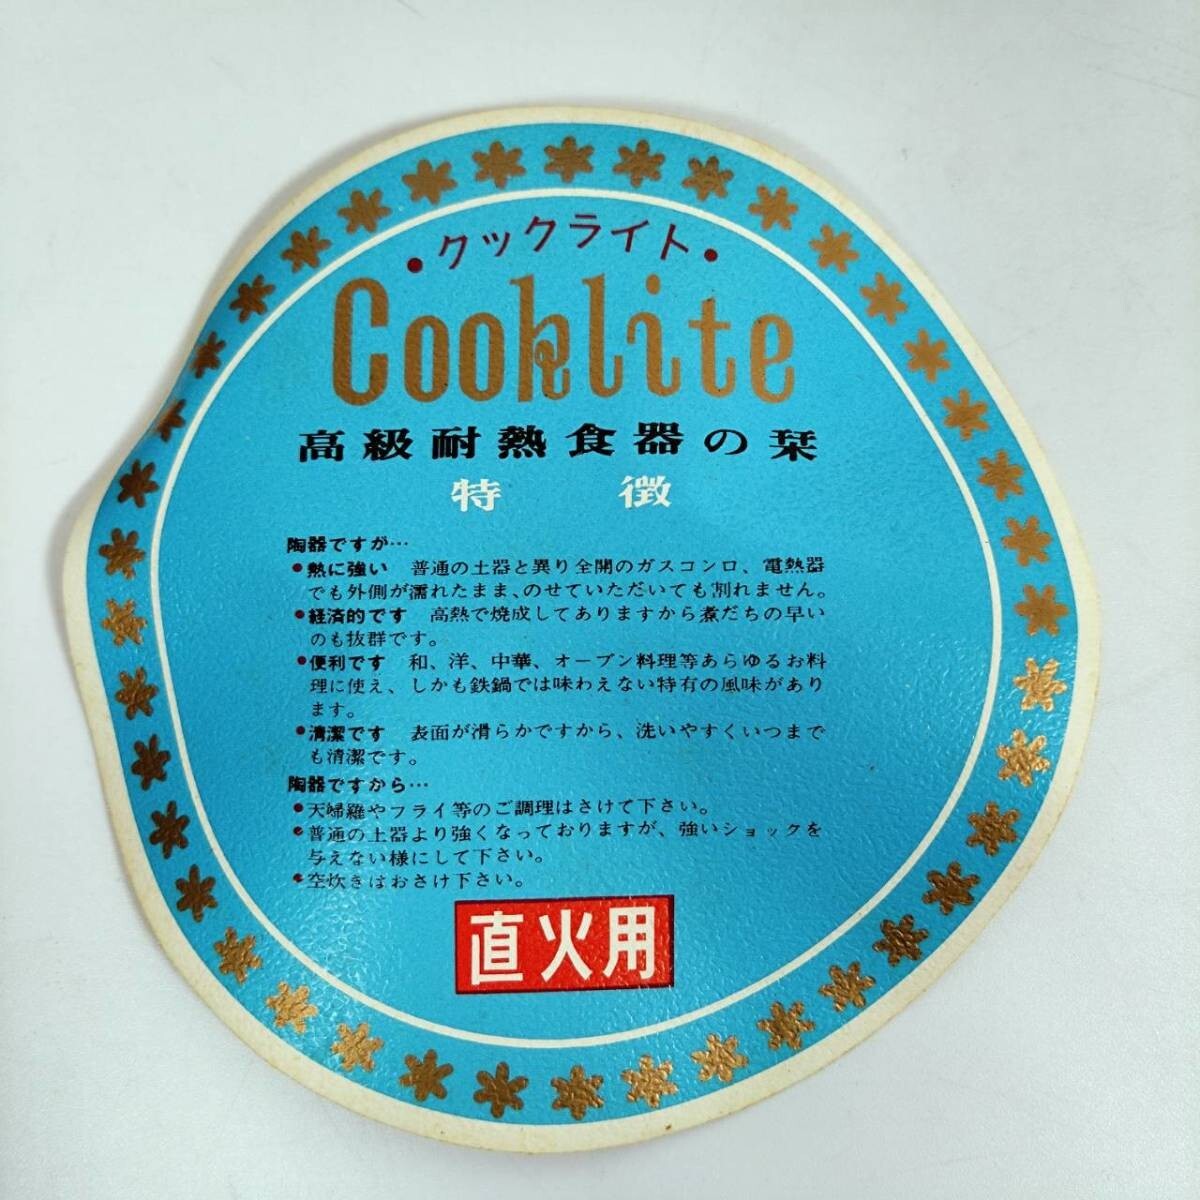 ・クックライト・
Cooklite
高級耐熱食器の栞
特　徴
陶器ですが…
•熱に強い　普通の土器と異り全開のガスコンロ、電熱器
でも外側が濡れたまま、のせていただいても割れません。
•経済的です　高熱で焼成してありますから煮だちの早い
のも抜群です。
•便利です　和、洋、中華、オーブン料理等あらゆるお料
理に使え、しかも鉄鍋では味わえない特有の風味があり
ます。
•清潔です　表面が滑らかですから、洗いやすくいつまで
も清潔です。
陶器ですから…
•天婦羅やフライ等のご調理はさけて下さい。
•普通の土器より強くなっておりますが、強いショックを
与えない様にして下さい。
•空炊きはおさけ下さい。
直火用